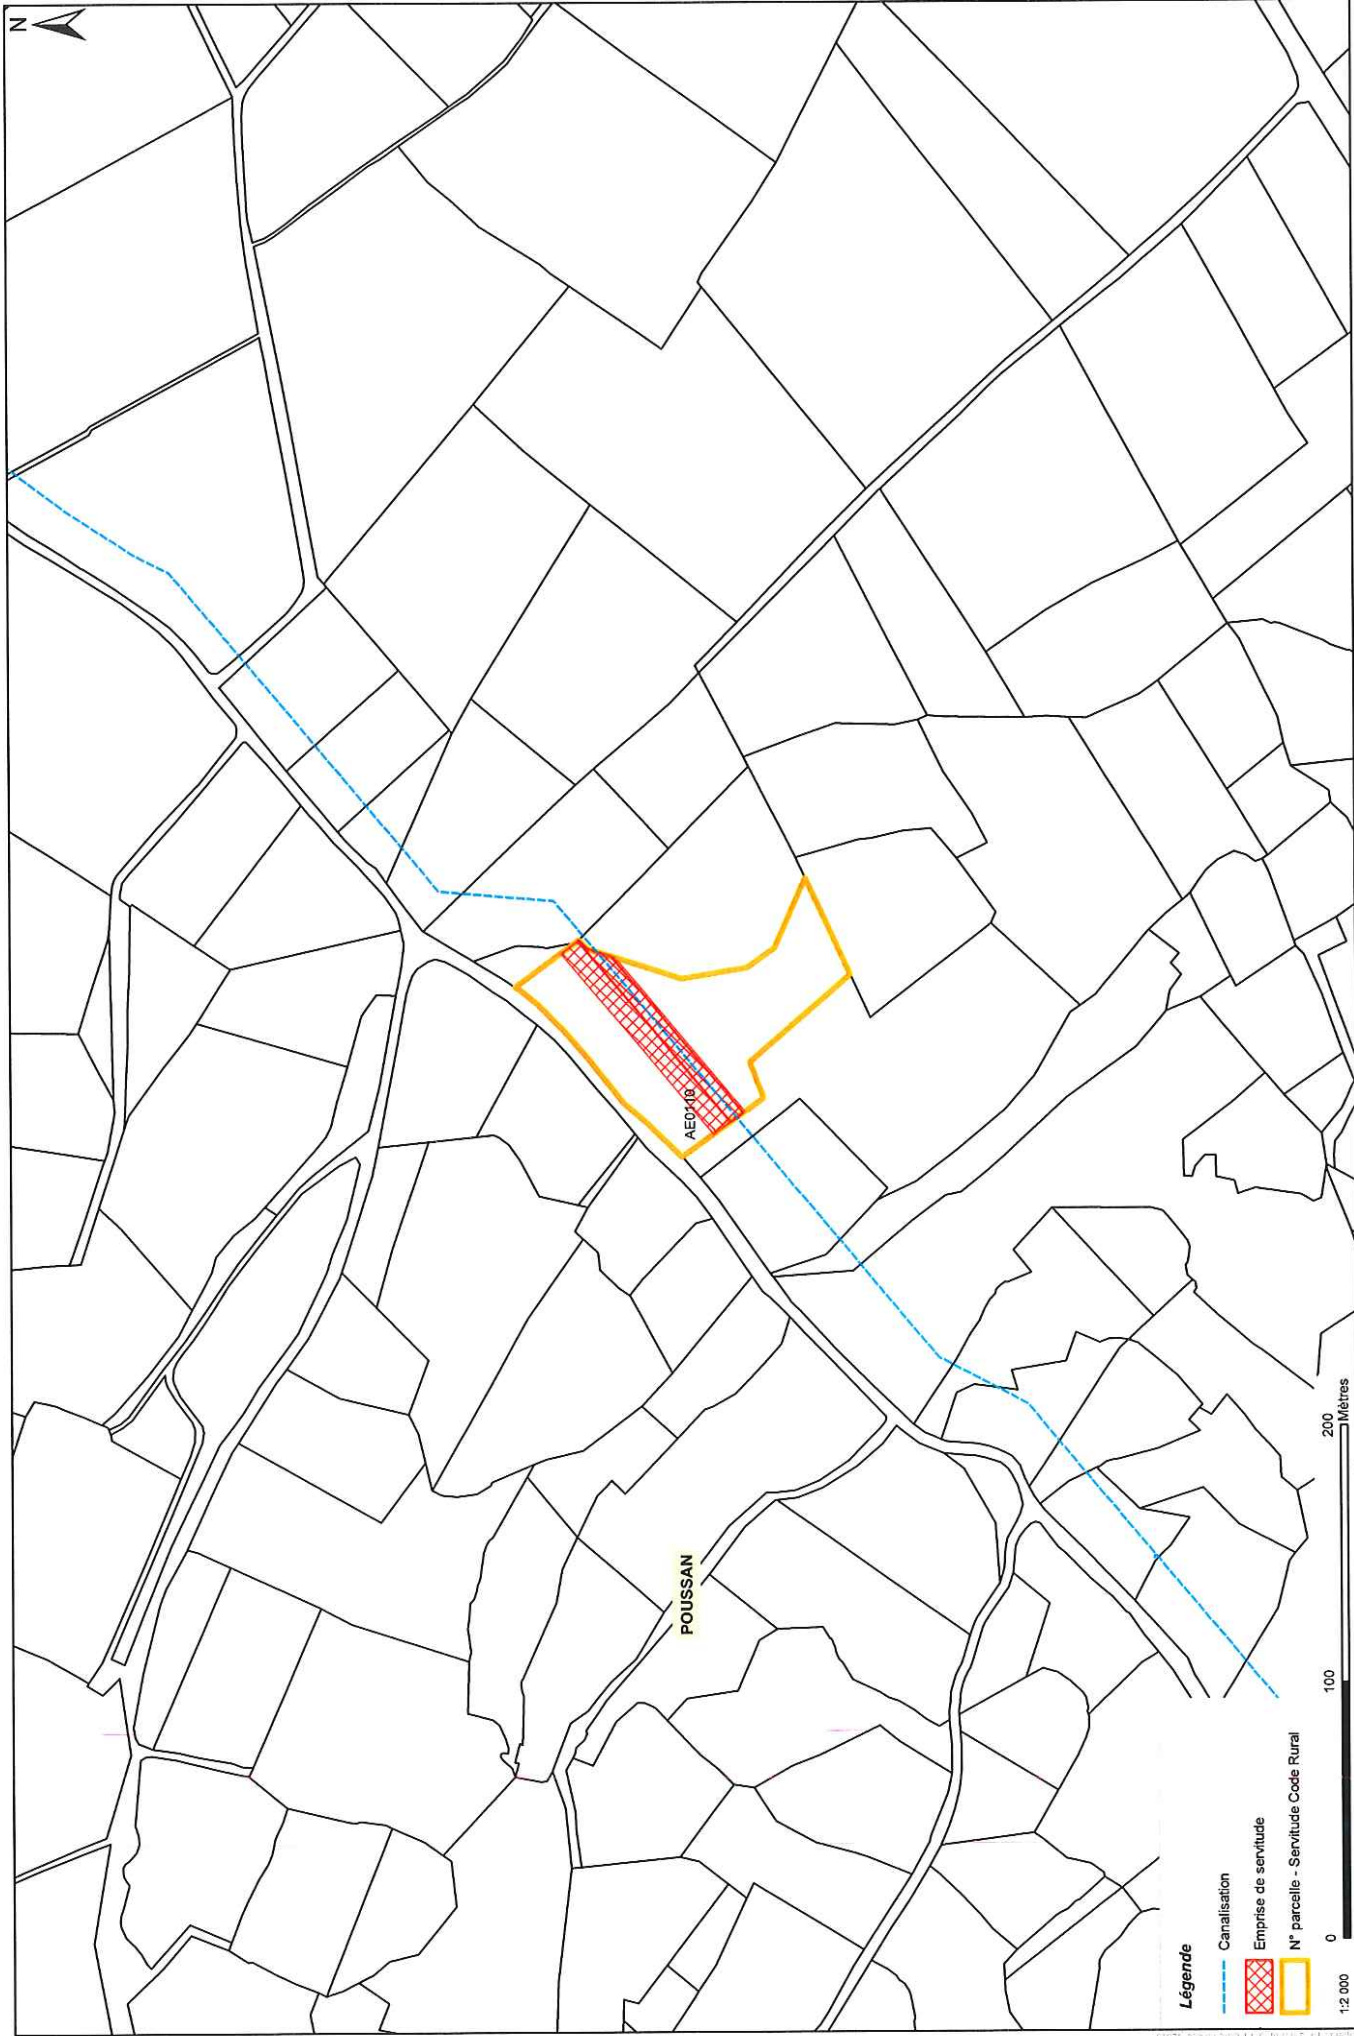 N
AE0110
POUSSAN
Légende
Canalisation
Emprise de servitude
N° parcelle - Servitude Code Rural
1:2 000
0 100 200
Mètres